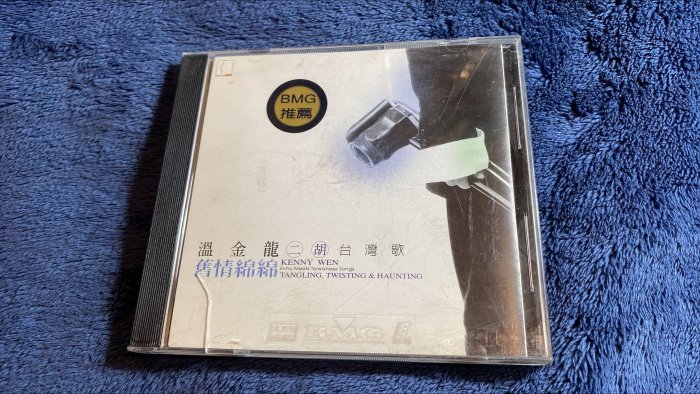 BMG
推薦
溫金龍二胡台灣歌
舊情綿綿
KENNY WEN
Er-hu Meets Taiwanese Songs
TANGLING, TWISTING & HAUNTING
BMG